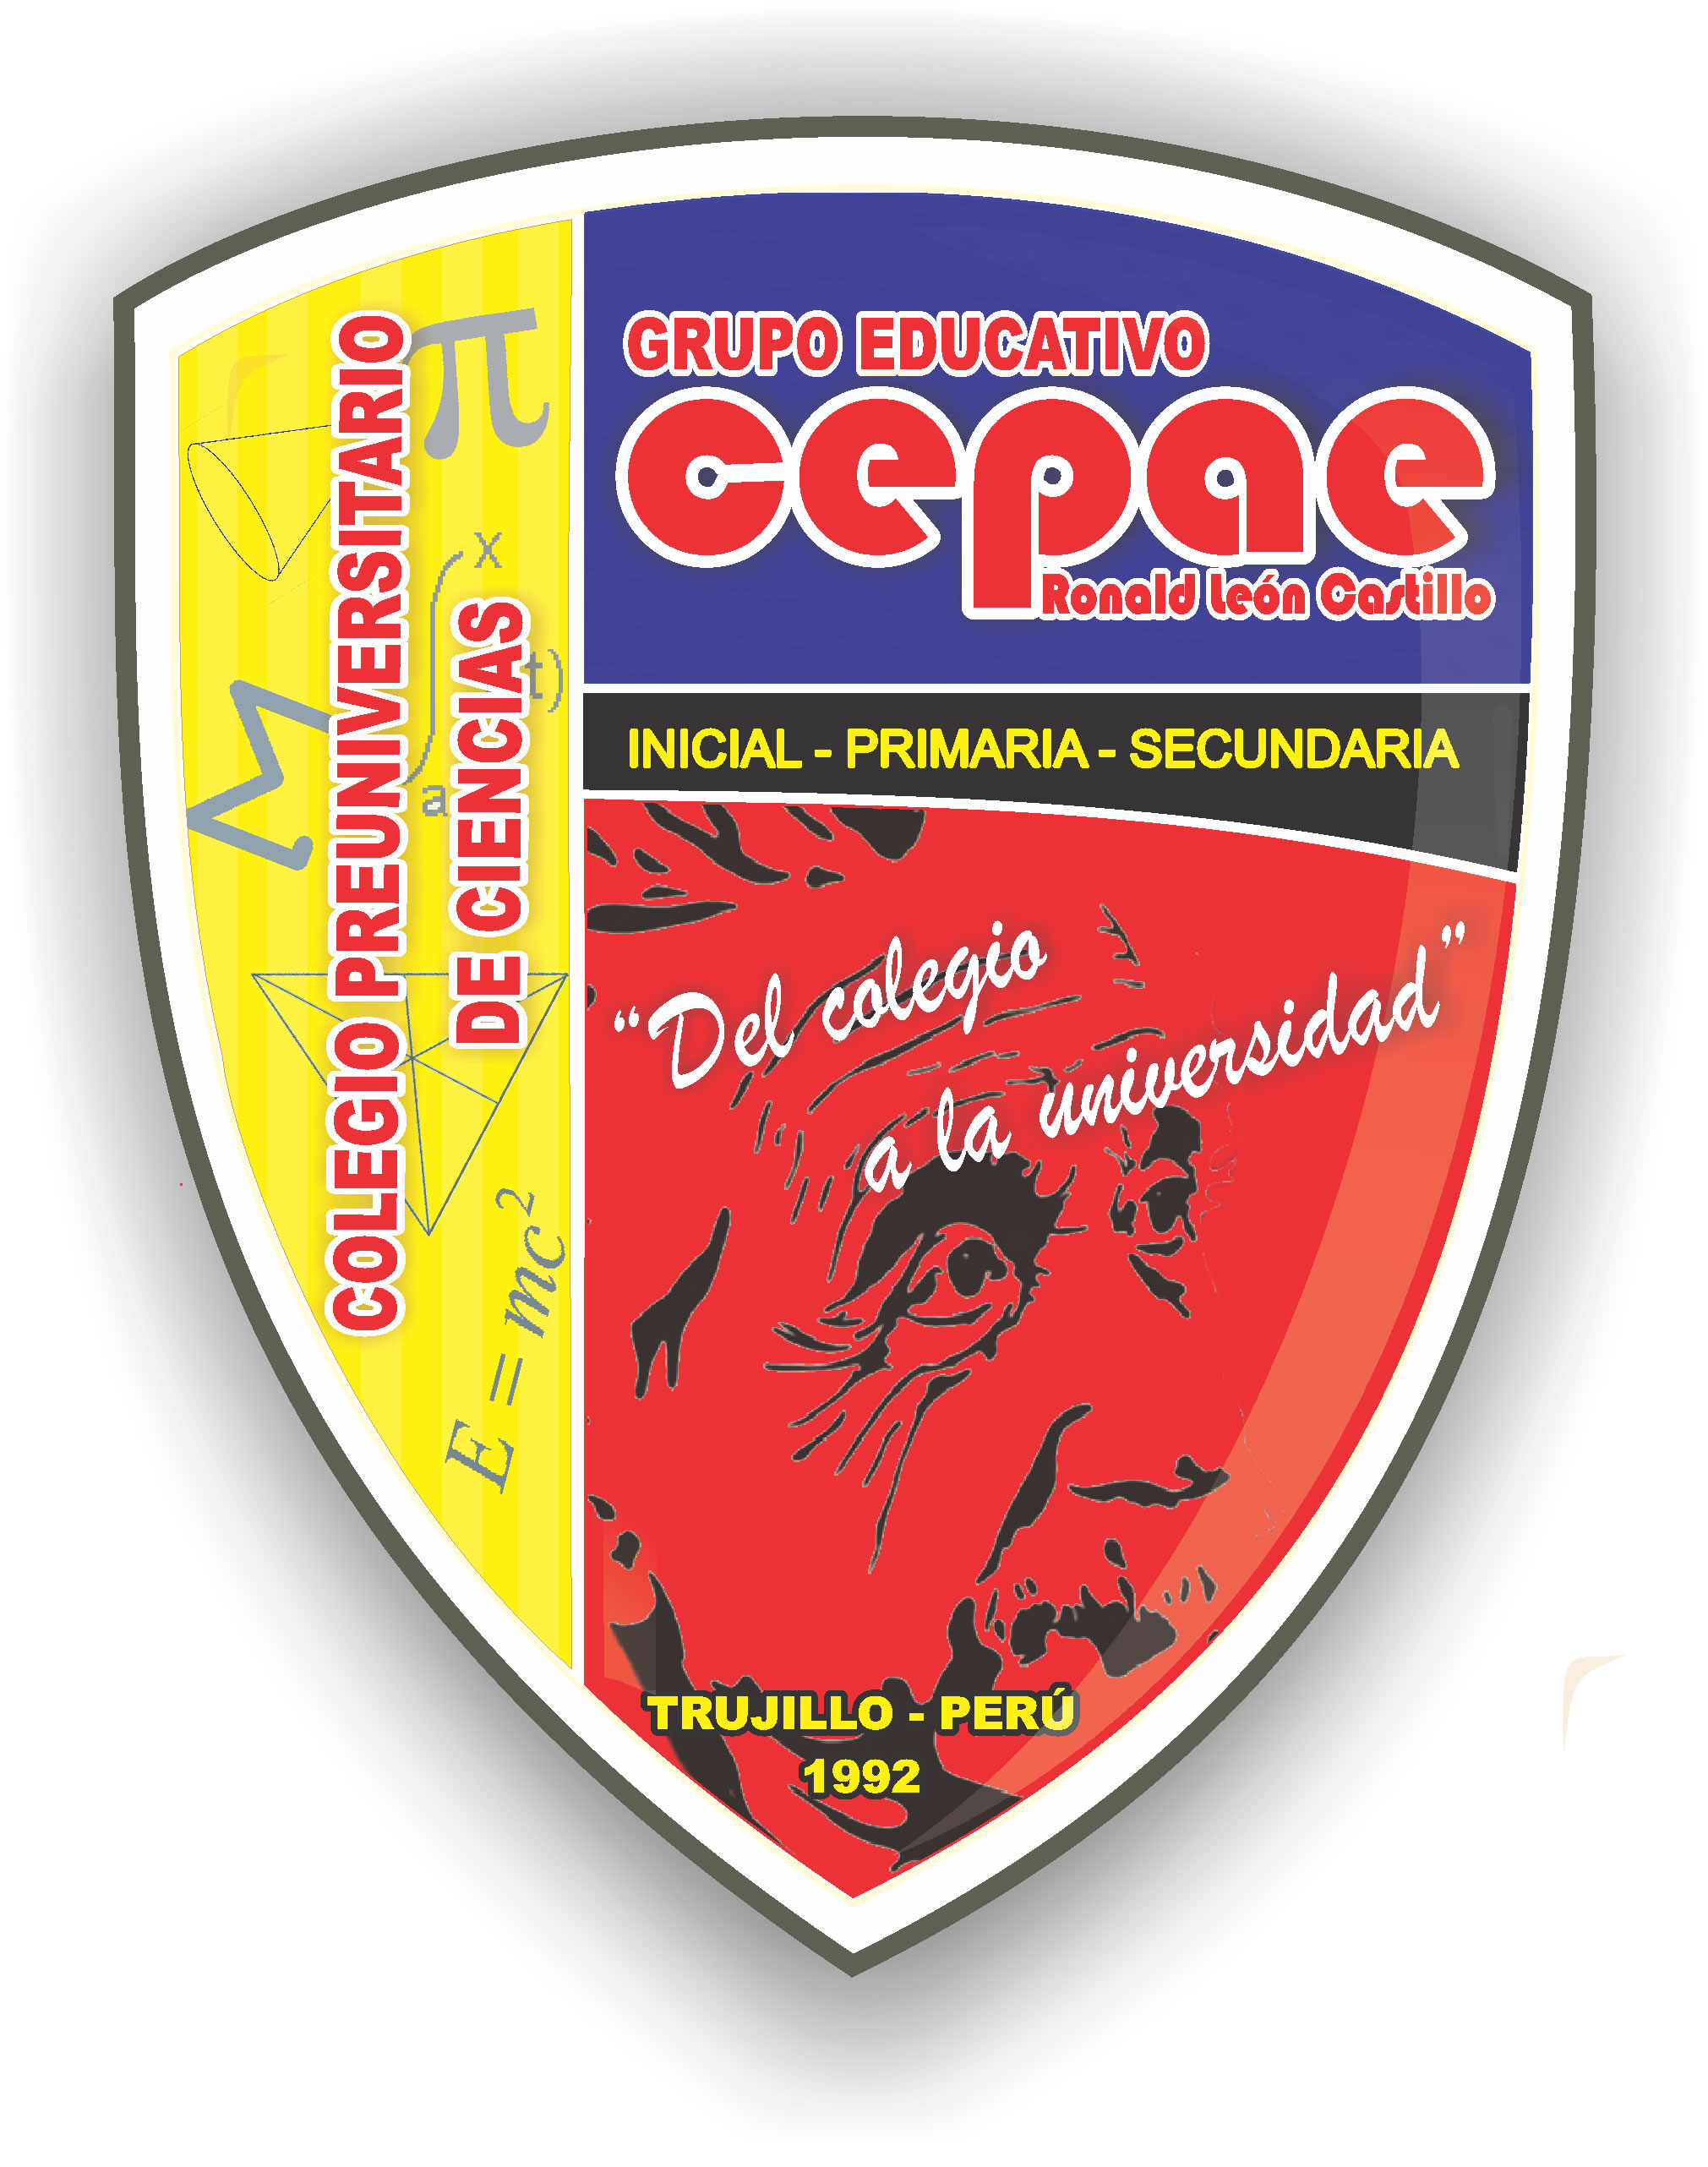 COLEGIO PREUNIVERSITARIO
DE CIENCIAS
π
x
t)
a
Σ
E = mc²
GRUPO EDUCATIVO
cepae
Ronald León Castillo
INICIAL - PRIMARIA - SECUNDARIA
“Del colegio
a la universidad”
TRUJILLO - PERÚ
1992